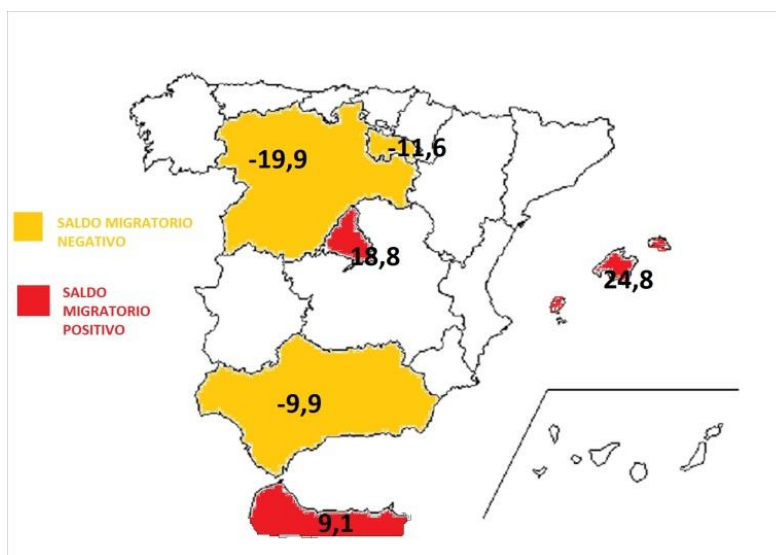 -19,9
-11,6
SALDO MIGRATORIO
NEGATIVO
18,8
24,8
SALDO
MIGRATORIO
POSITIVO
-9,9
9,1